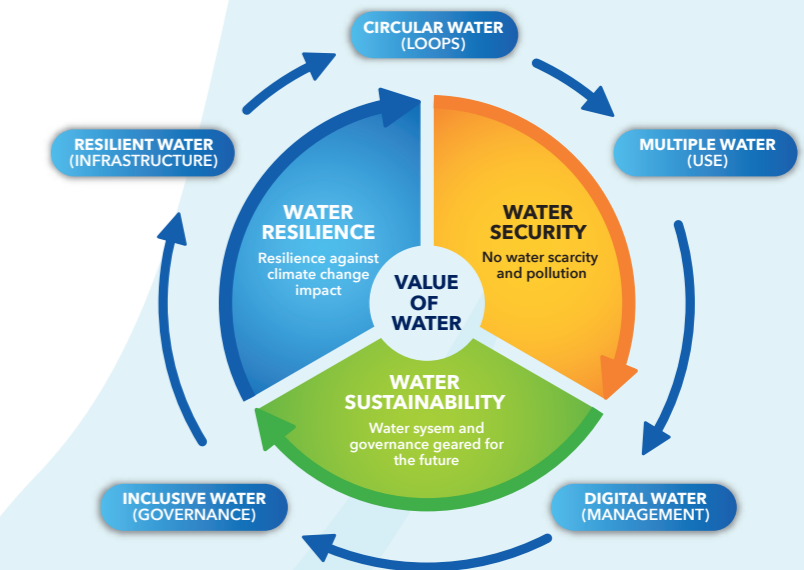 CIRCULAR WATER
(LOOPS)
RESILIENT WATER
(INFRASTRUCTURE)
MULTIPLE WATER
(USE)
WATER
RESILIENCE
Resilience against
climate change
impact
WATER
SECURITY
No water scarcity
and pollution
VALUE
OF
WATER
WATER
SUSTAINABILITY
Water sysem and
governance geared for
the future
INCLUSIVE WATER
(GOVERNANCE)
DIGITAL WATER
(MANAGEMENT)